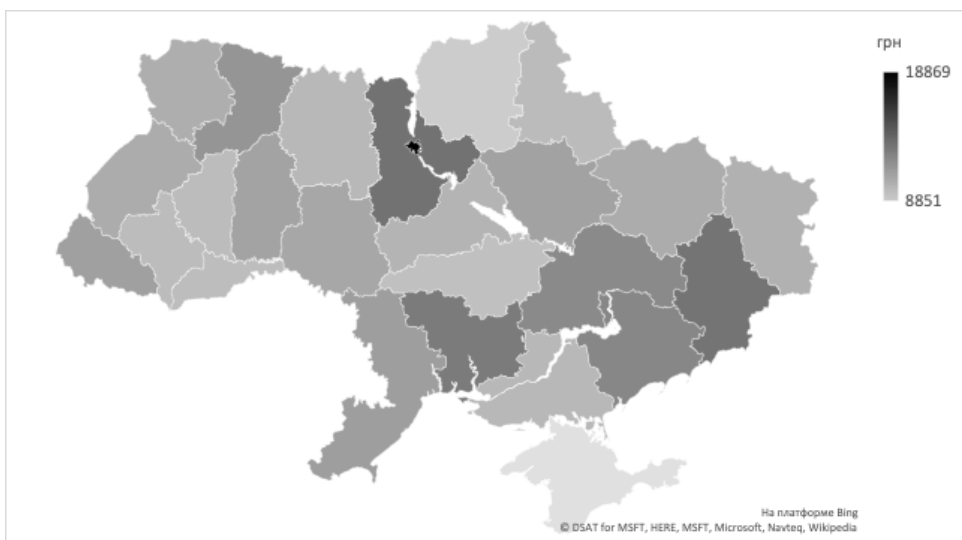 грн
18869
8851
На платформе Bing
© DSAT for MSFT, HERE, MSFT, Microsoft, Navteq, Wikipedia